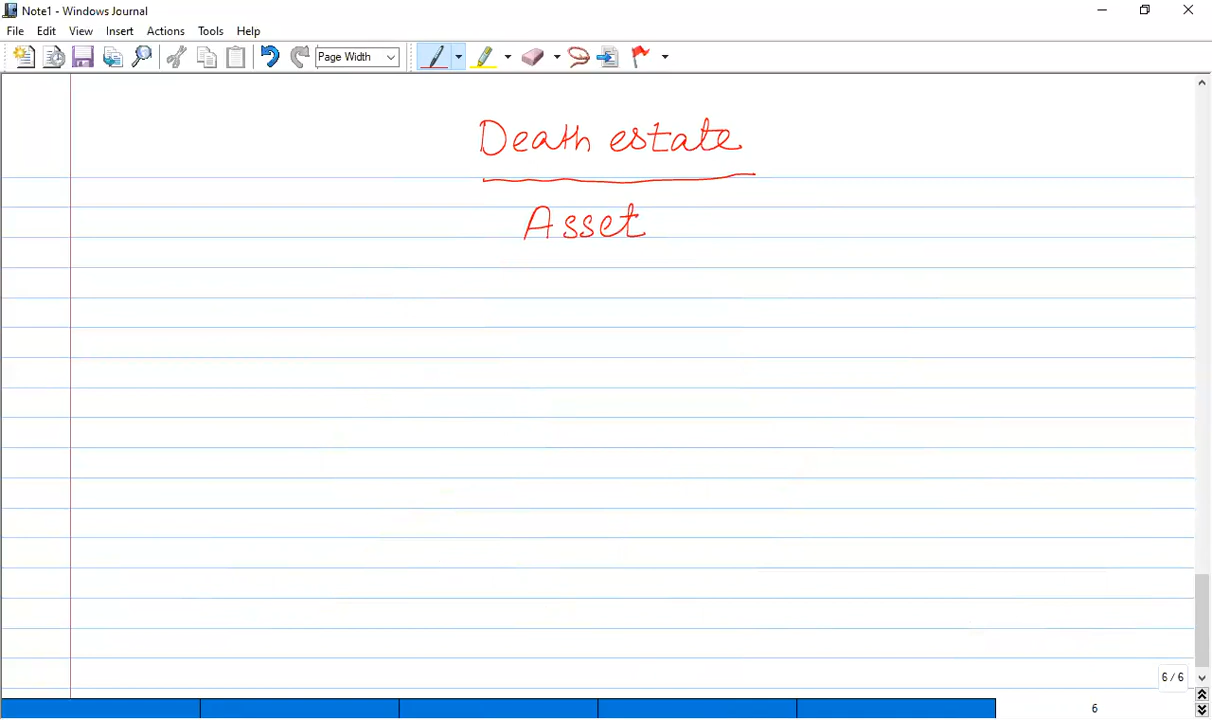 Note1 - Windows Journal
File Edit View Insert Actions Tools Help
Page Width
Death estate
Asset
6 / 6
6